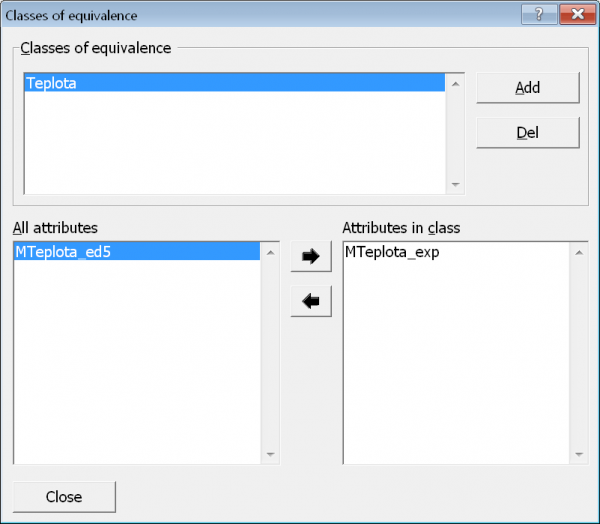 Classes of equivalence
?
Classes of equivalence
Teplota
Add
Del
All attributes
Attributes in class
MTeplota_ed5
MTeplota_exp
Close